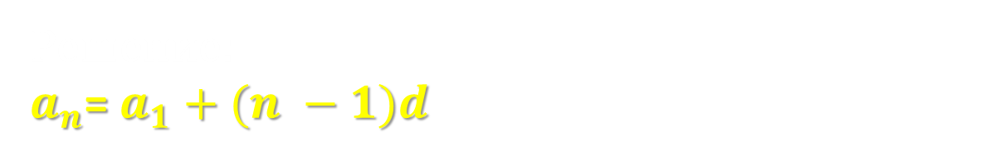 aₙ= a₁ + (n − 1)d